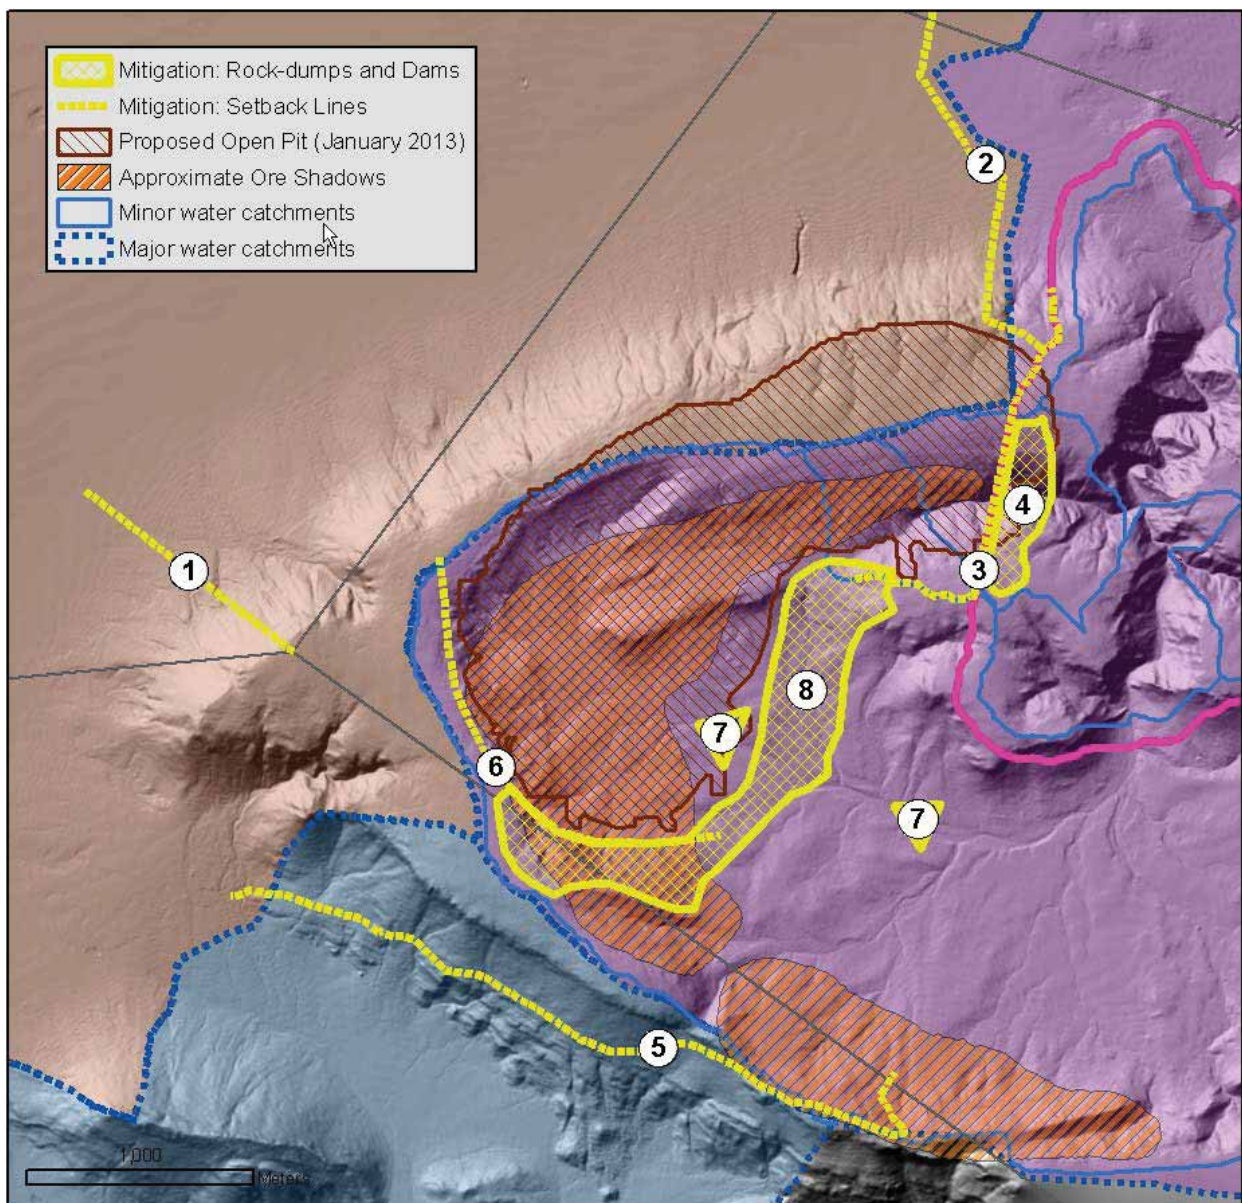 Mitigation: Rock-dumps and Dams
Mitigation: Setback Lines
Proposed Open Pit (January 2013)
Approximate Ore Shadows
Minor water catchments
Major water catchments
2
4
1
3
8
7
6
7
5
1,000
Meters